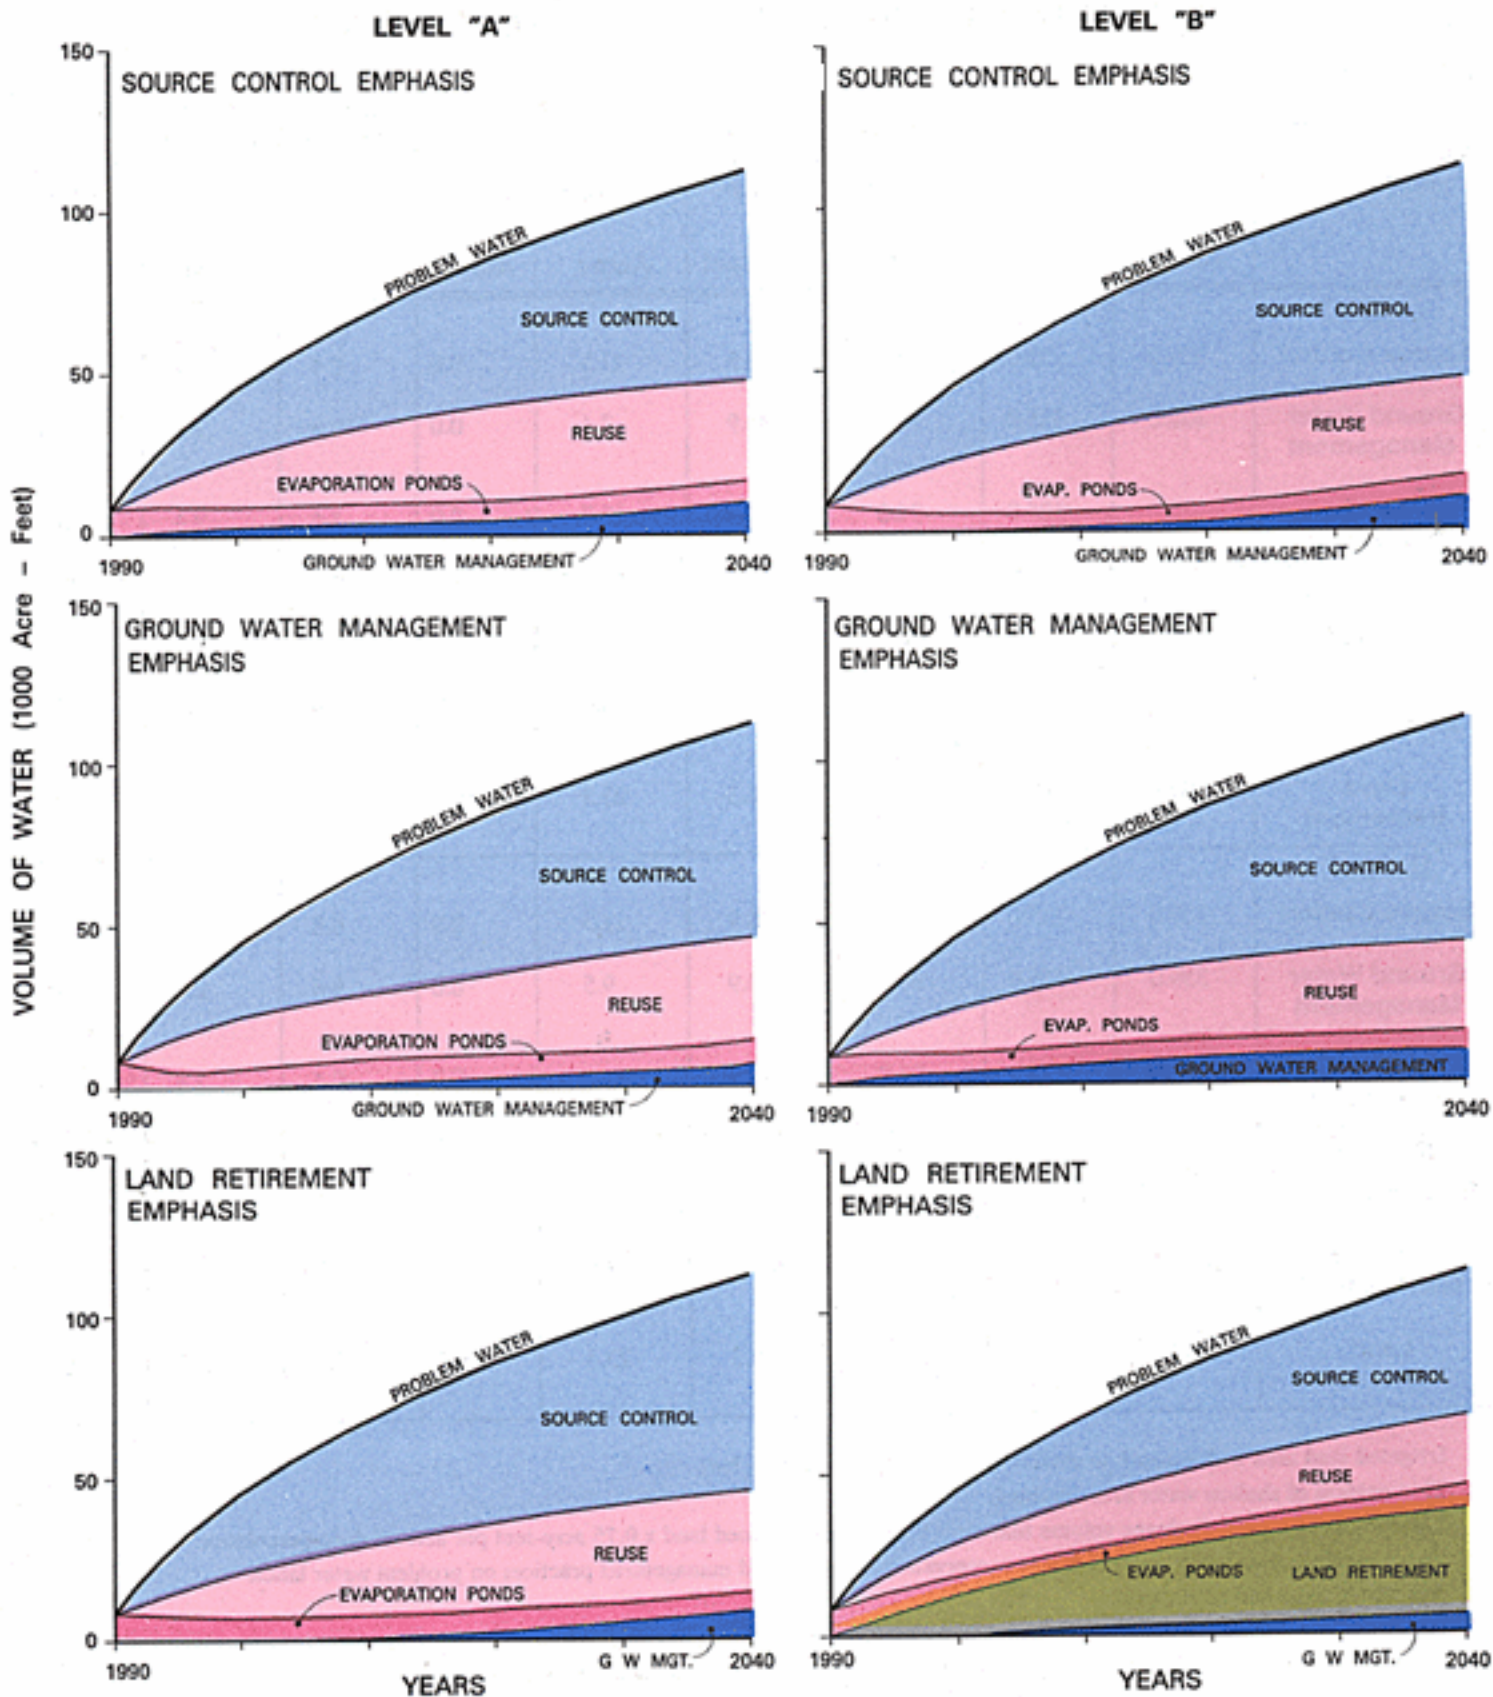 LEVEL "A"
LEVEL "B"
VOLUME OF WATER (1000 Acre - Feet)
150
SOURCE CONTROL EMPHASIS
100
PROBLEM WATER
SOURCE CONTROL
50
REUSE
EVAPORATION PONDS
0
GROUND WATER MANAGEMENT
1990
2040
SOURCE CONTROL EMPHASIS
PROBLEM WATER
SOURCE CONTROL
REUSE
EVAP. PONDS
GROUND WATER MANAGEMENT
1990
2040
150
GROUND WATER MANAGEMENT
EMPHASIS
100
PROBLEM WATER
SOURCE CONTROL
50
REUSE
EVAPORATION PONDS
0
GROUND WATER MANAGEMENT
1990
2040
GROUND WATER MANAGEMENT
EMPHASIS
PROBLEM WATER
SOURCE CONTROL
REUSE
EVAP. PONDS
GROUND WATER MANAGEMENT
1990
2040
150
LAND RETIREMENT
EMPHASIS
100
PROBLEM WATER
SOURCE CONTROL
50
REUSE
EVAPORATION PONDS
0
G W MGT.
1990
2040
YEARS
LAND RETIREMENT
EMPHASIS
PROBLEM WATER
SOURCE CONTROL
REUSE
EVAP. PONDS
LAND RETIREMENT
G W MGT.
1990
2040
YEARS